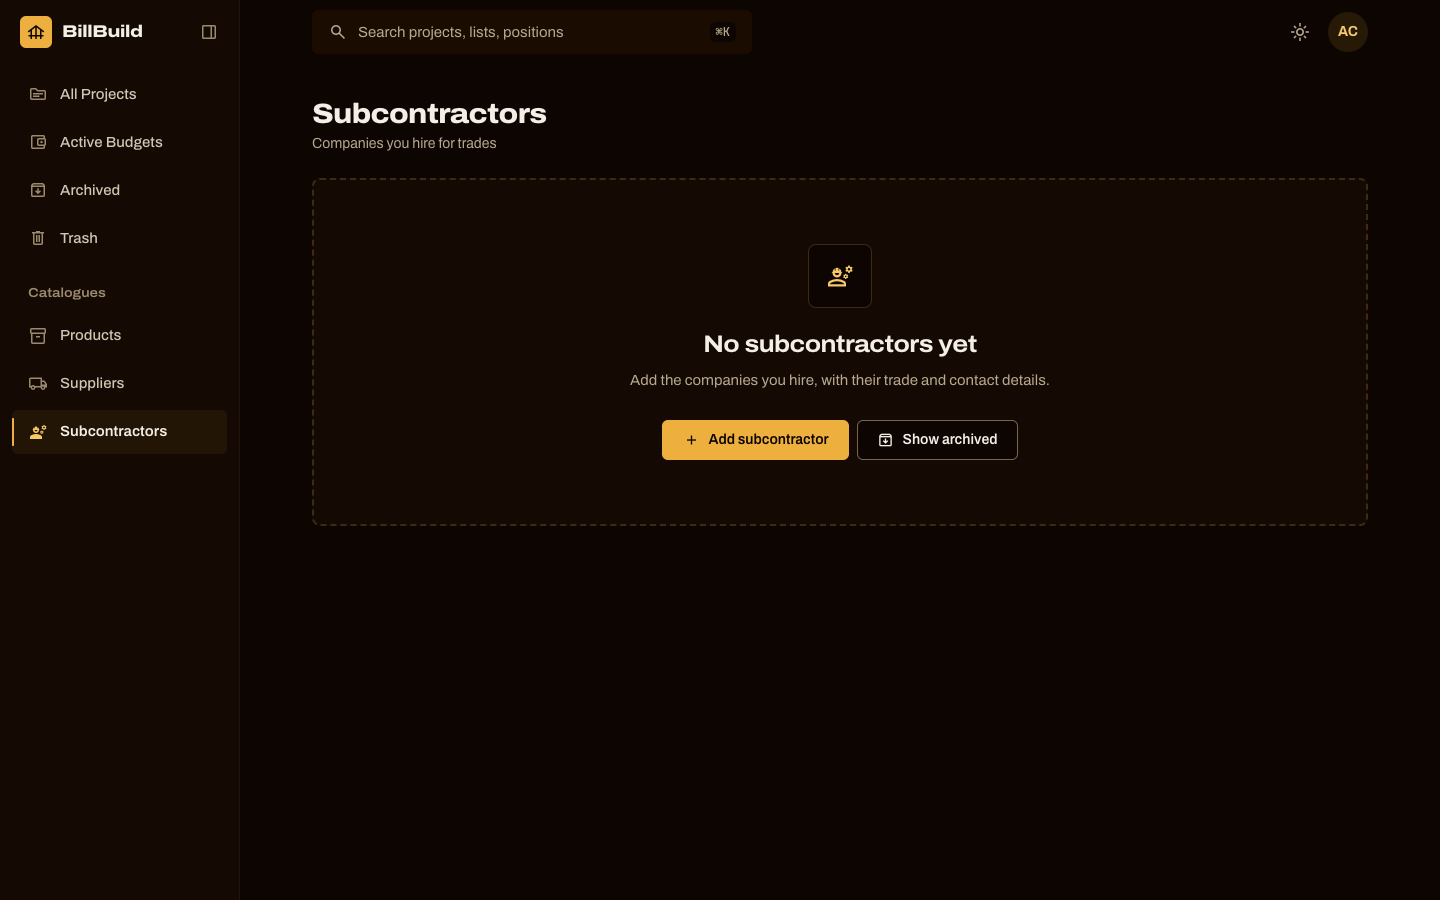 BillBuild
Search projects, lists, positions
⌘K
AC
All Projects
Active Budgets
Archived
Trash
Catalogues
Products
Suppliers
Subcontractors
Subcontractors
Companies you hire for trades
No subcontractors yet
Add the companies you hire, with their trade and contact details.
Add subcontractor
Show archived